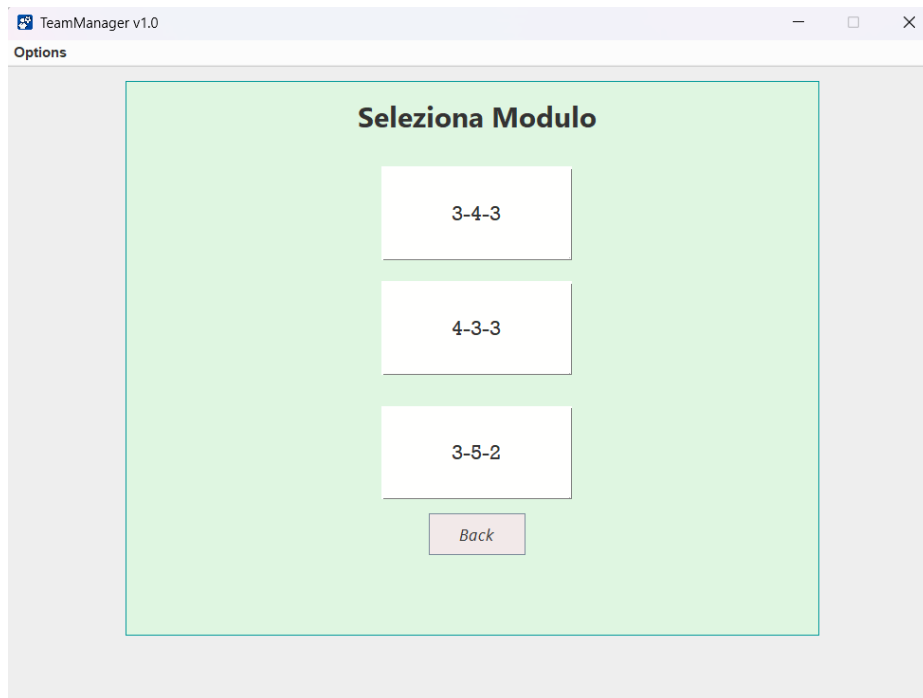 TeamManager v1.0
Options
Seleziona Modulo
3-4-3
4-3-3
3-5-2
Back